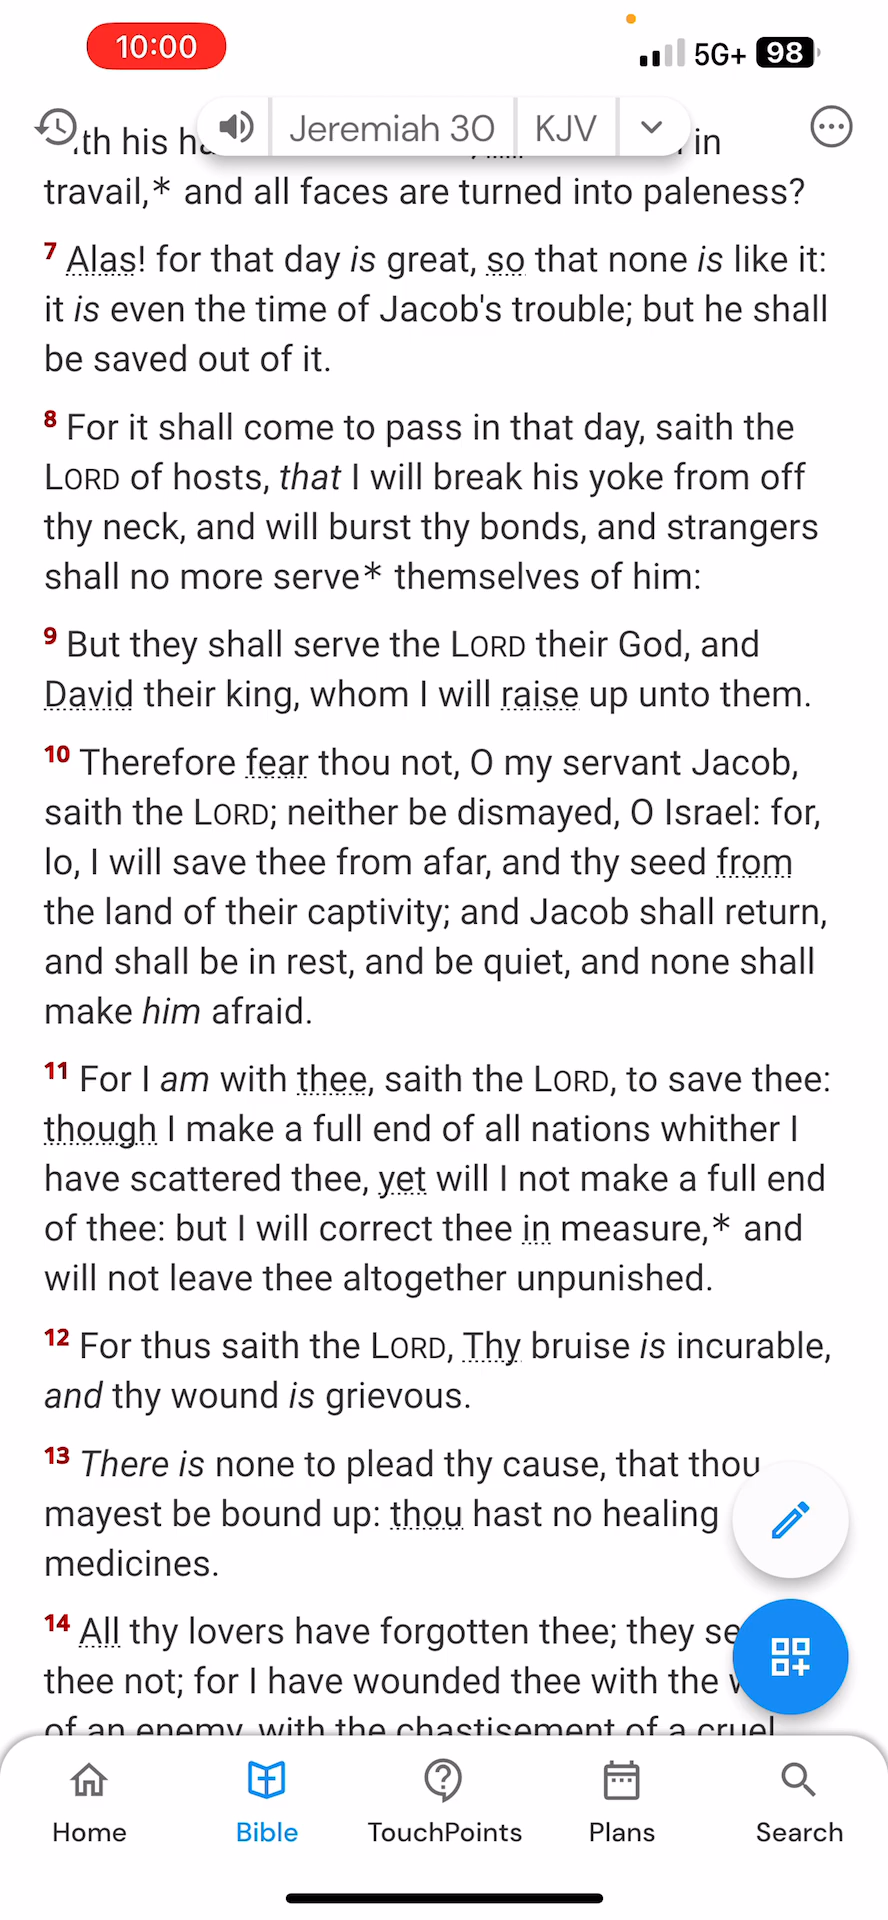 10:00
5G+ 98
Jeremiah 30 KJV
th his in
travail,* and all faces are turned into paleness?
7 Alas! for that day is great, so that none is like it:
it is even the time of Jacob's trouble; but he shall
be saved out of it.
8 For it shall come to pass in that day, saith the
LORD of hosts, that I will break his yoke from off
thy neck, and will burst thy bonds, and strangers
shall no more serve* themselves of him:
9 But they shall serve the LORD their God, and
David their king, whom I will raise up unto them.
10 Therefore fear thou not, O my servant Jacob,
saith the LORD; neither be dismayed, O Israel: for,
lo, I will save thee from afar, and thy seed from
the land of their captivity; and Jacob shall return,
and shall be in rest, and be quiet, and none shall
make him afraid.
11 For I am with thee, saith the LORD, to save thee:
though I make a full end of all nations whither I
have scattered thee, yet will I not make a full end
of thee: but I will correct thee in measure,* and
will not leave thee altogether unpunished.
12 For thus saith the LORD, Thy bruise is incurable,
and thy wound is grievous.
13 There is none to plead thy cause, that thou
mayest be bound up: thou hast no healing
medicines.
14 All thy lovers have forgotten thee; they se
thee not; for I have wounded thee with the
of an enemy, with the chastisement of a cruel
Home Bible TouchPoints Plans Search